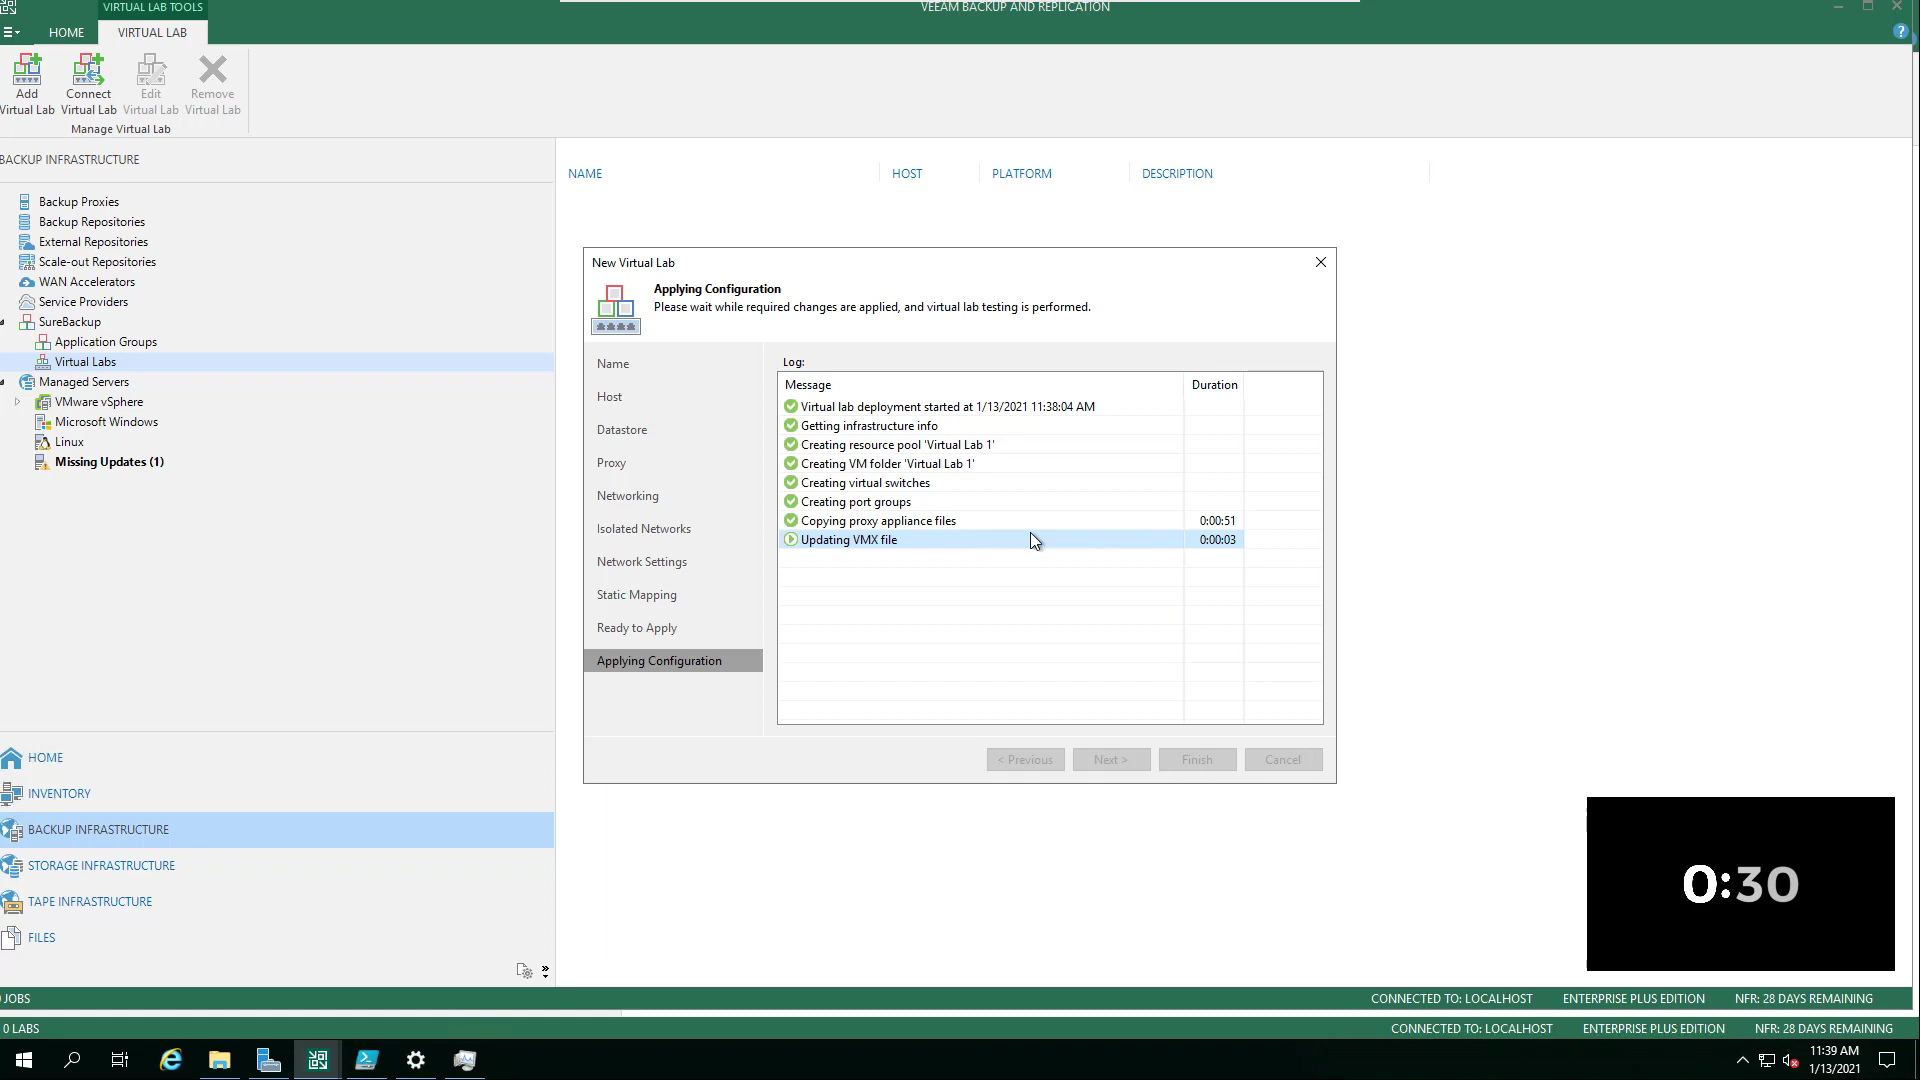 VIRTUAL LAB TOOLS
VEEAM BACKUP AND REPLICATION
HOME
VIRTUAL LAB
?
Add
Virtual Lab
Connect
Virtual Lab
Edit
Virtual Lab
Remove
Virtual Lab
Manage Virtual Lab
BACKUP INFRASTRUCTURE
Backup Proxies
Backup Repositories
External Repositories
Scale-out Repositories
WAN Accelerators
Service Providers
SureBackup
Application Groups
Virtual Labs
Managed Servers
VMware vSphere
Microsoft Windows
Linux
Missing Updates (1)
NAME
HOST
PLATFORM
DESCRIPTION
New Virtual Lab
Applying Configuration
Please wait while required changes are applied, and virtual lab testing is performed.
Name
Host
Datastore
Proxy
Networking
Isolated Networks
Network Settings
Static Mapping
Ready to Apply
Applying Configuration
Log:
Message Duration
Virtual lab deployment started at 1/13/2021 11:38:04 AM
Getting infrastructure info
Creating resource pool 'Virtual Lab 1'
Creating VM folder 'Virtual Lab 1'
Creating virtual switches
Creating port groups
Copying proxy appliance files 0:00:51
Updating VMX file 0:00:03
< Previous
Next >
Finish
Cancel
HOME
INVENTORY
BACKUP INFRASTRUCTURE
STORAGE INFRASTRUCTURE
TAPE INFRASTRUCTURE
FILES
0:30
JOBS
CONNECTED TO: LOCALHOST ENTERPRISE PLUS EDITION NFR: 28 DAYS REMAINING
0 LABS
CONNECTED TO: LOCALHOST ENTERPRISE PLUS EDITION NFR: 28 DAYS REMAINING
11:39 AM
1/13/2021